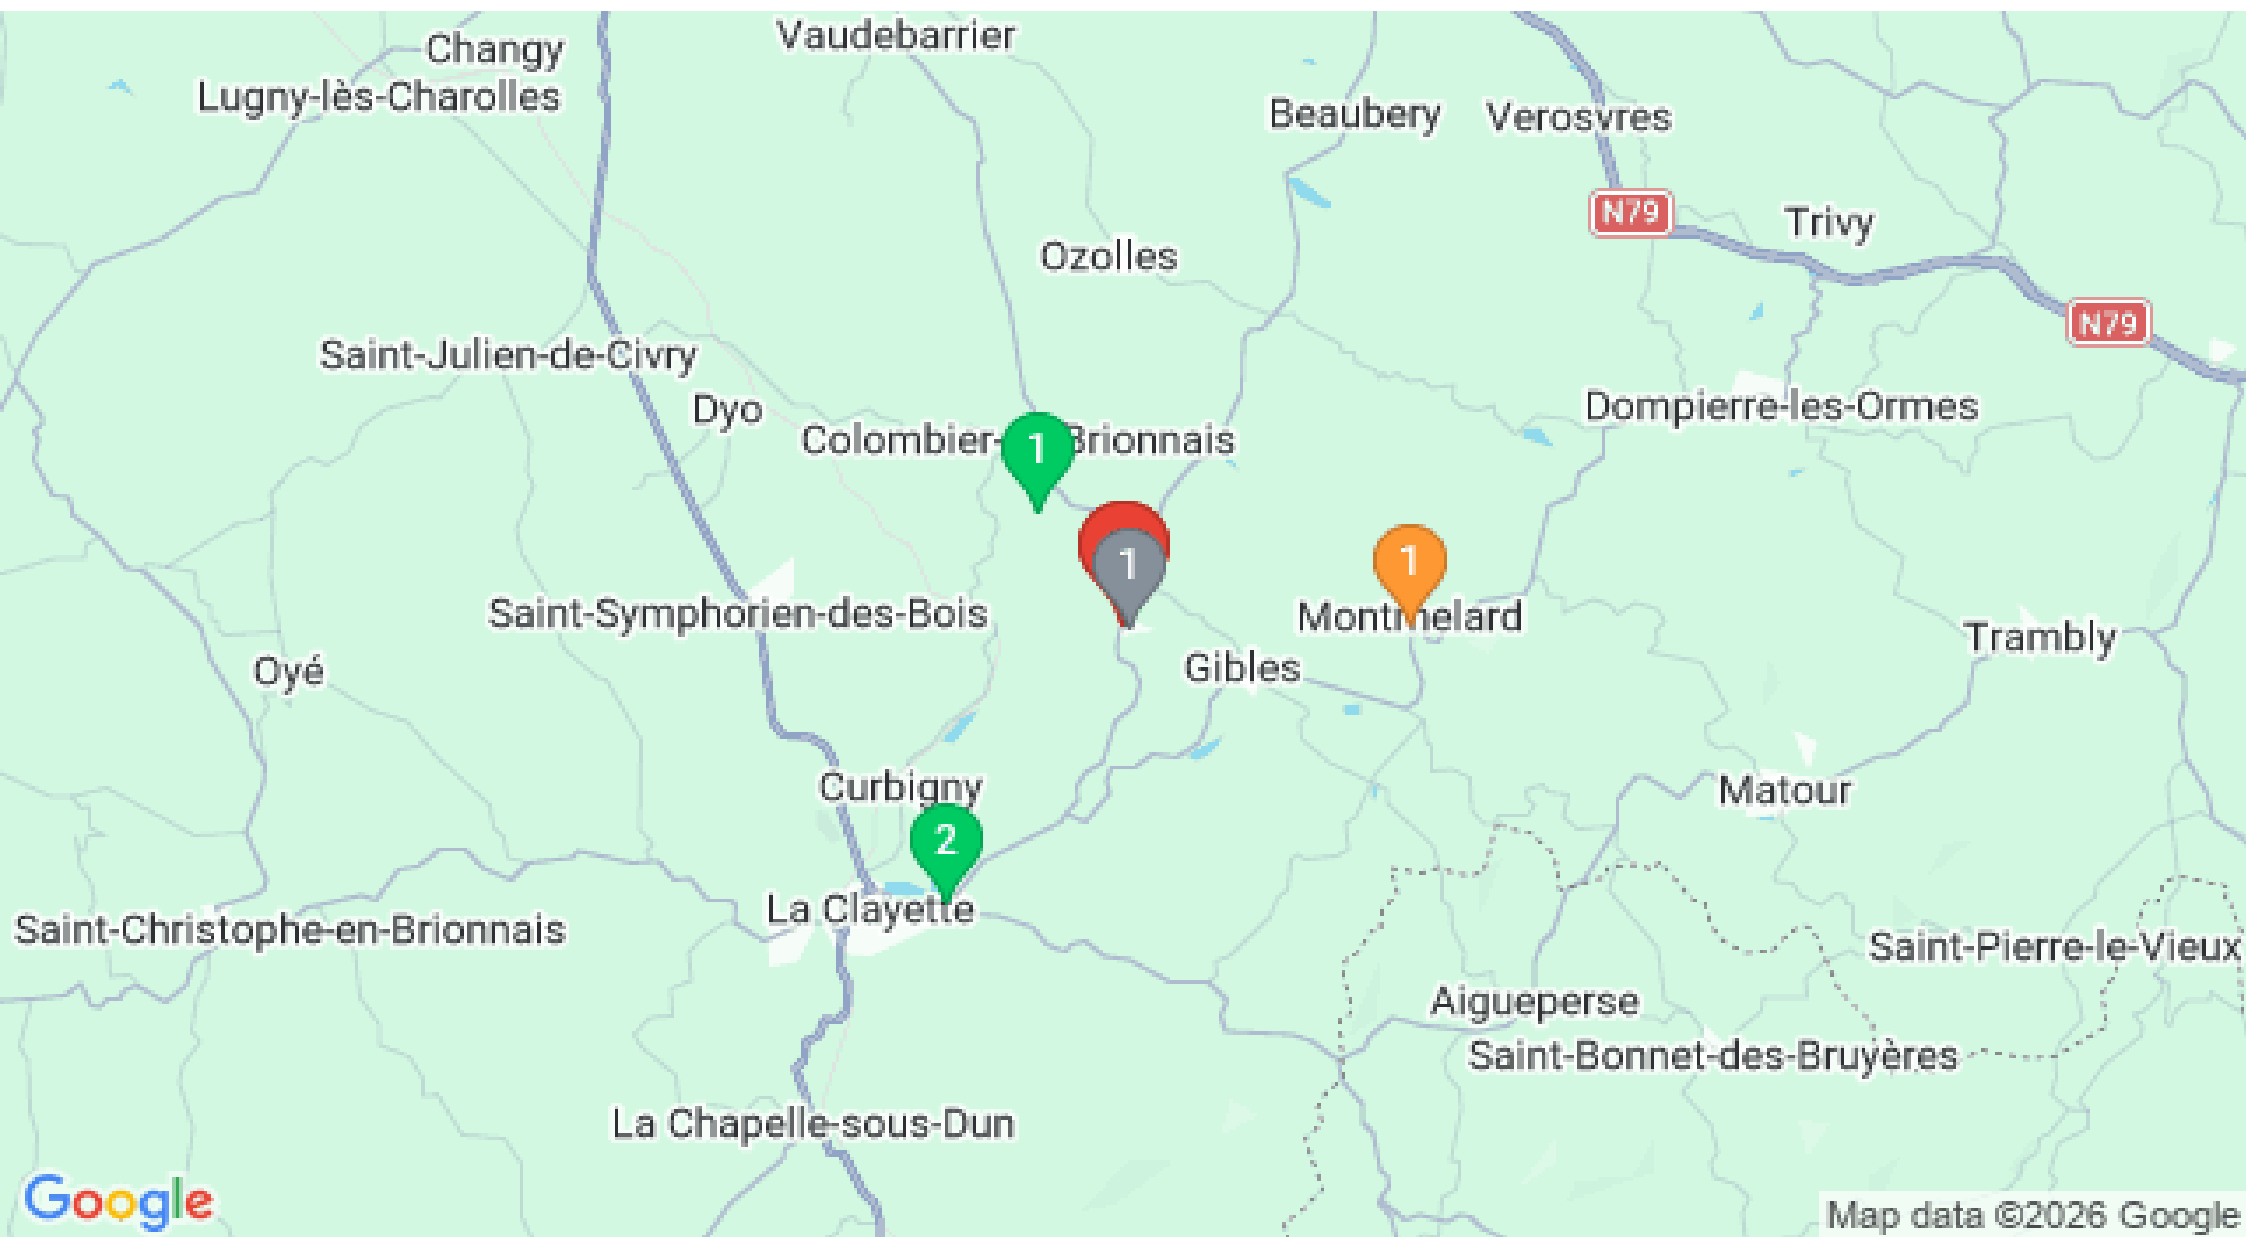 Vaudebarrier
Changy
Lugny-lès-Charolles
Beaubery
Verosvres
N79
Trivy
Ozolles
N79
Saint-Julien-de-Civry
Dyo
Dompierre-les-Ormes
Colombier-
Brionnais
1
1
1
Saint-Symphorien-des-Bois
Montmelard
Trambly
Oyé
Gibles
Curbigny
Matour
2
La Clayette
Saint-Christophe-en-Brionnais
Saint-Pierre-le-Vieux
Aigueperse
Saint-Bonnet-des-Bruyères
La Chapelle-sous-Dun
Google
Map data ©2026 Google